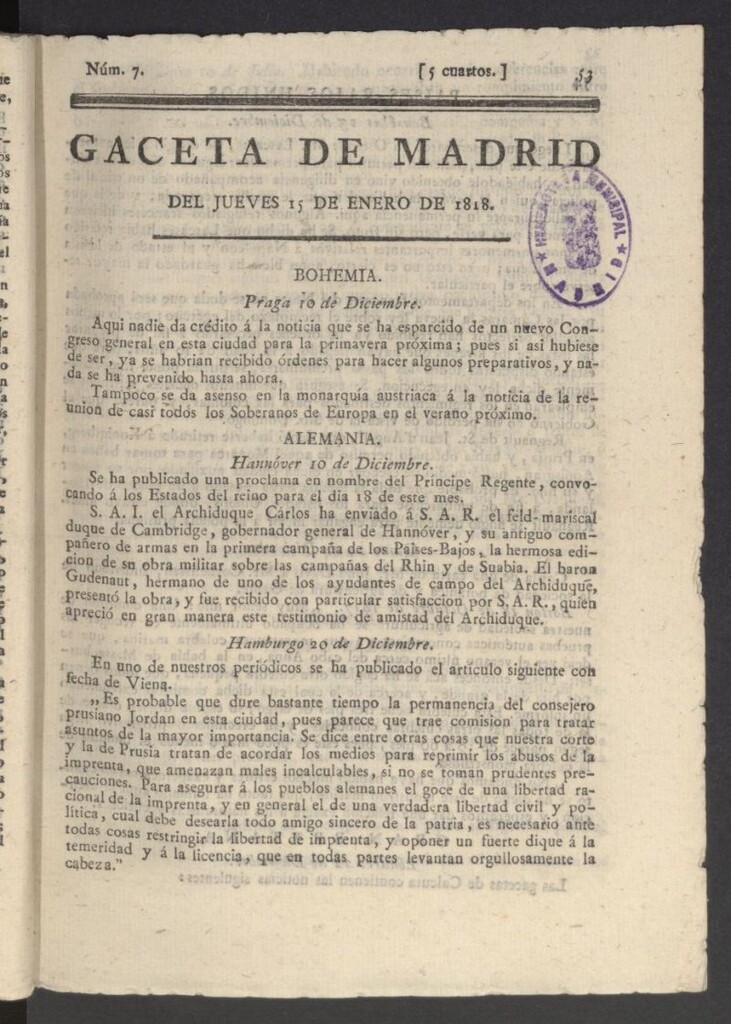 Núm. 7.
[ 5 cuartos. ]
53
GACETA DE MADRID
DEL JUEVES 15 DE ENERO DE 1818.
HEMEROTECA MUNICIPAL
MADRID
BOHEMIA.
Praga 10 de Diciembre.
Aqui nadie da crédito á la noticia que se ha esparcido de un nuevo Con-
greso general en esta ciudad para la primavera próxima; pues si asi hubiese
de ser, ya se habrian recibido órdenes para hacer algunos preparativos, y na-
da se ha prevenido hasta ahora.
Tampoco se da asenso en la monarquía austriaca á la noticia de la re-
union de casi todos los Soberanos de Europa en el verano próximo.
ALEMANIA.
Hannóver 10 de Diciembre.
Se ha publicado una proclama en nombre del Príncipe Regente, convo-
cando á los Estados del reino para el dia 18 de este mes.
S. A. I. el Archiduque Cárlos ha enviado á S. A. R. el feld-mariscal
duque de Cambridge, gobernador general de Hannóver, y su antiguo com-
pañero de armas en la primera campaña de los Países-Bajos, la hermosa edi-
cion de su obra militar sobre las campañas del Rhin y de Suabia. El baron
Gudenaut, hermano de uno de los ayudantes de campo del Archiduque,
presentó la obra, y fue recibido con particular satisfaccion por S. A. R., quien
apreció en gran manera este testimonio de amistad del Archiduque.
Hamburgo 20 de Diciembre.
En uno de nuestros periódicos se ha publicado el artículo siguiente con
fecha de Viena.
„Es probable que dure bastante tiempo la permanencia del consejero
prusiano Jordan en esta ciudad, pues parece que trae comision para tratar
asuntos de la mayor importancia. Se dice entre otras cosas que nuestra corte
y la de Prusia tratan de acordar los medios para reprimir los abusos de la
imprenta, que amenazan males incalculables, si no se toman prudentes pre-
cauciones. Para asegurar á los pueblos alemanes el goce de una libertad ra-
cional de la imprenta, y en general el de una verdadera libertad civil y po-
lítica, cual debe desearla todo amigo sincero de la patria, es necesario ante
todas cosas restringir la libertad de imprenta, y oponer un fuerte dique á la
temeridad y á la licencia, que en todas partes levantan orgullosamente la
cabeza.”